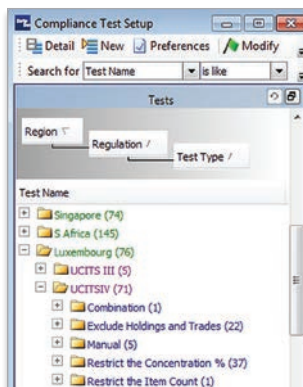 Compliance Test Setup
Detail New Preferences Modify
Search for Test Name is like
Tests
Region
Regulation
Test Type
Test Name
Singapore (74)
S Africa (145)
Luxembourg (76)
UCITS III (5)
UCITSIV (71)
Combination (1)
Exclude Holdings and Trades (22)
Manual (5)
Restrict the Concentration % (37)
Restrict the Item Count (1)